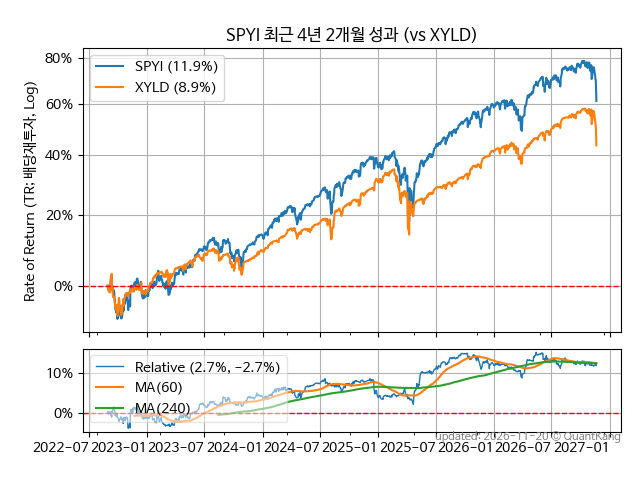 SPYI 최근 4년 2개월 성과 (vs XYLD)
Rate of Return (TR: 배당재투자, Log)
80%
60%
40%
20%
0%
SPYI (11.9%)
XYLD (8.9%)
10%
0%
Relative (2.7%, −2.7%)
MA(60)
MA(240)
2022−07 2023−01 2023−07 2024−01 2024−07 2025−01 2025−07 2026−01 2026−07 2027−01
updated: 2026−11−20 © QuantKang